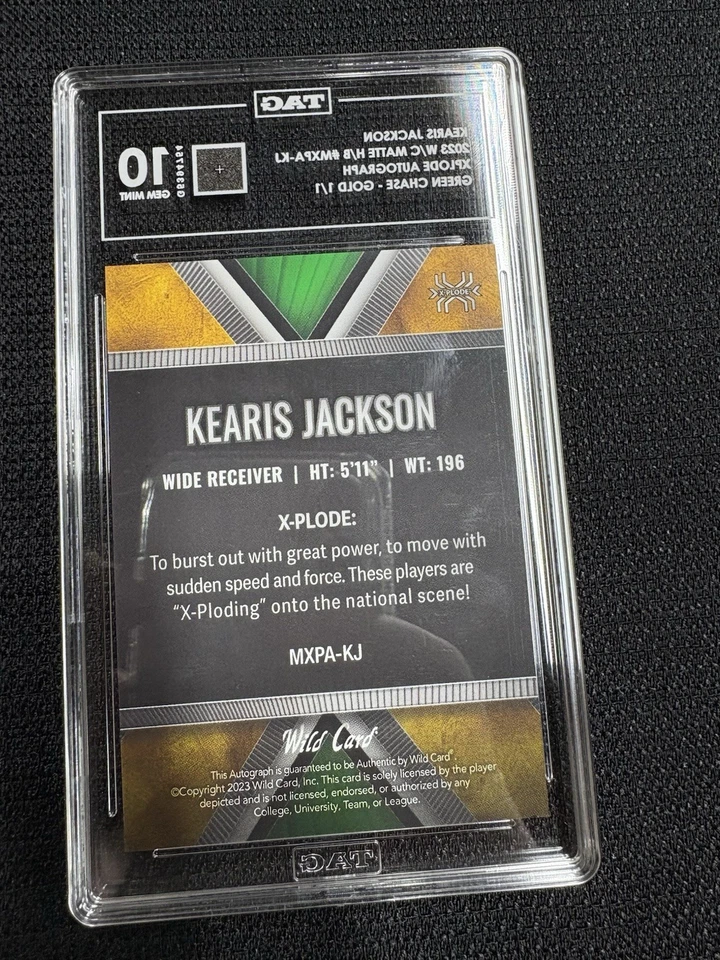 TAG
KEARIS JACKSON
2023 W/C MATTE H/B #MXPA-KJ
XPLODE AUTOGRAPH
GREEN CHASE - GOLD 1/1
10
GEM MINT
G5394754
X-PLODE
KEARIS JACKSON
WIDE RECEIVER | HT: 5'11" | WT: 196
X-PLODE:
To burst out with great power, to move with
sudden speed and force. These players are
“X-Ploding” onto the national scene!
MXPA-KJ
Wild Card
This Autograph is guaranteed to be Authentic by Wild Card®.
©Copyright 2023 Wild Card, Inc. This card is solely licensed by the player
depicted and is not licensed, endorsed, or authorized by any
College, University, Team, or League.
TAG